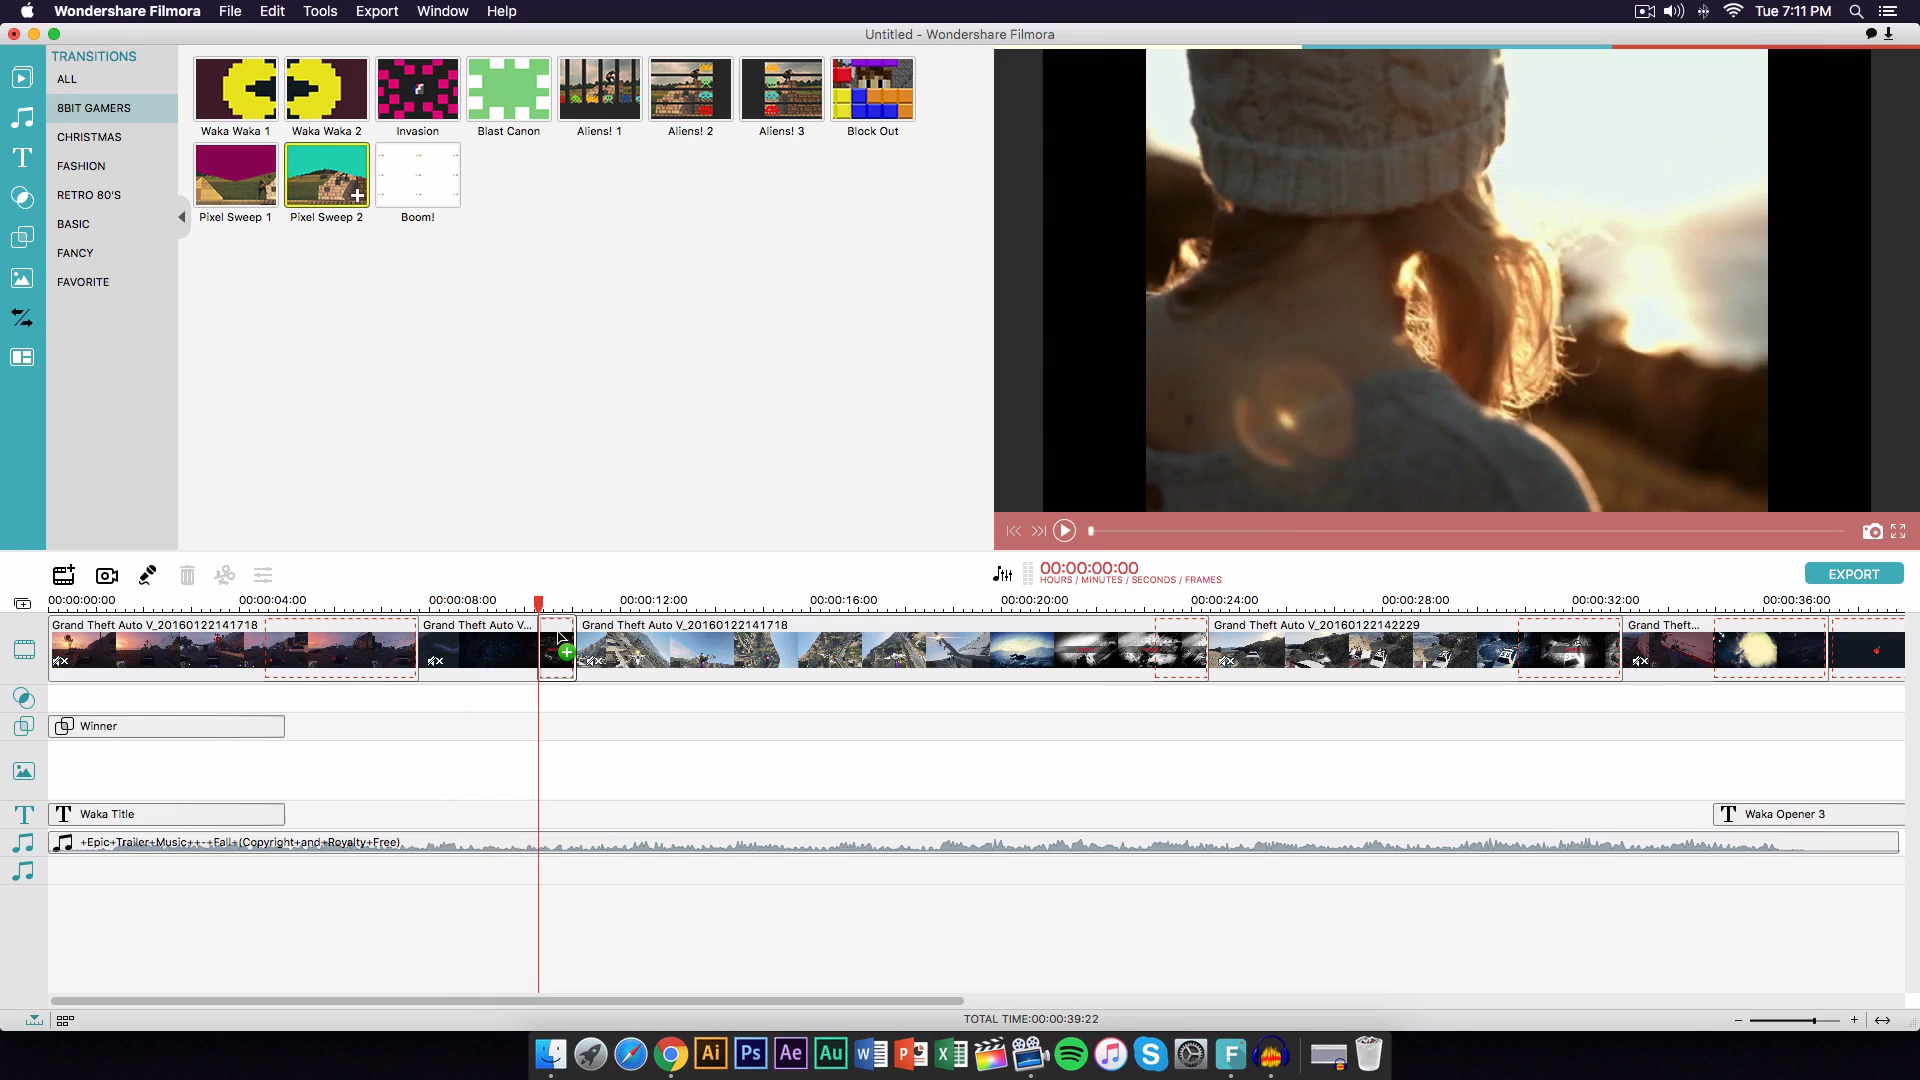 Wondershare Filmora File Edit Tools Export Window Help Tue 7:11 PM
Untitled - Wondershare Filmora
TRANSITIONS
ALL
8BIT GAMERS
CHRISTMAS
FASHION
RETRO 80'S
BASIC
FANCY
FAVORITE
Waka Waka 1 Waka Waka 2 Invasion Blast Canon Aliens! 1 Aliens! 2 Aliens! 3 Block Out
Pixel Sweep 1 Pixel Sweep 2 Boom!
00:00:00:00
HOURS / MINUTES / SECONDS / FRAMES
EXPORT
00:00:00:00 00:00:04:00 00:00:08:00 00:00:12:00 00:00:16:00 00:00:20:00 00:00:24:00 00:00:28:00 00:00:32:00 00:00:36:00
Grand Theft Auto V_20160122141718 Grand Theft Auto V... Grand Theft Auto V_20160122141718 Grand Theft Auto V_20160122142229 Grand Theft...
Winner
T Waka Title T Waka Opener 3
+Epic+Trailer+Music++-+Fall+(Copyright+and+Royalty+Free)
TOTAL TIME:00:00:39:22
Ai Ps Ae Au W P X F